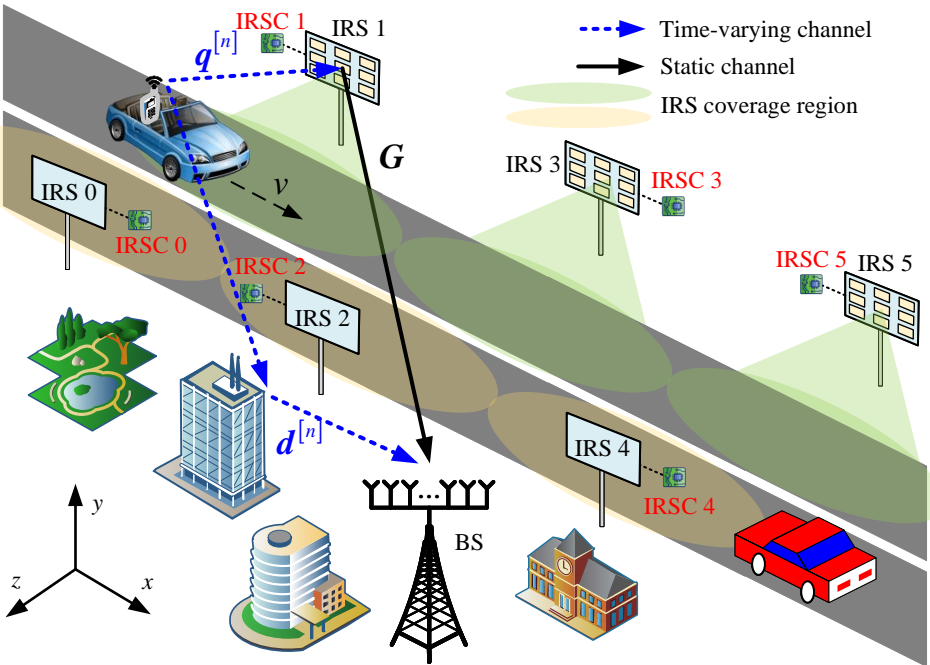 IRSC 1
IRS 1
Time-varying channel
q^[n]
Static channel
IRS coverage region
G
IRS 3
IRSC 3
v
IRS 0
IRSC 0
IRSC 2
IRS 2
IRSC 5
IRS 5
d^[n]
IRS 4
IRSC 4
BS
y
z
x